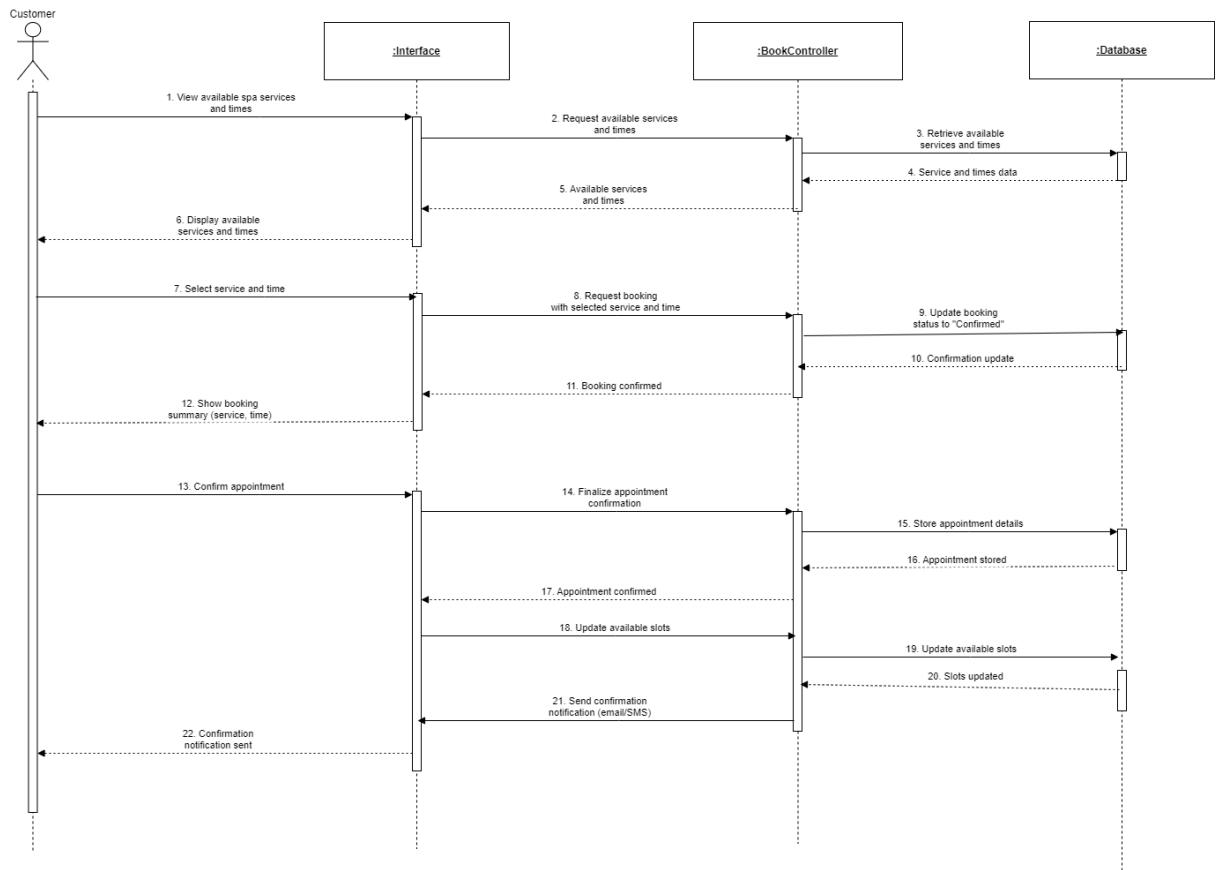 Customer
:Interface
:BookController
:Database
1. View available spa services
and times
2. Request available services
and times
3. Retrieve available
services and times
4. Service and times data
5. Available services
and times
6. Display available
services and times
7. Select service and time
8. Request booking
with selected service and time
9. Update booking
status to "Confirmed"
10. Confirmation update
11. Booking confirmed
12. Show booking
summary (service, time)
13. Confirm appointment
14. Finalize appointment
confirmation
15. Store appointment details
16. Appointment stored
17. Appointment confirmed
18. Update available slots
19. Update available slots
20. Slots updated
21. Send confirmation
notification (email/SMS)
22. Confirmation
notification sent